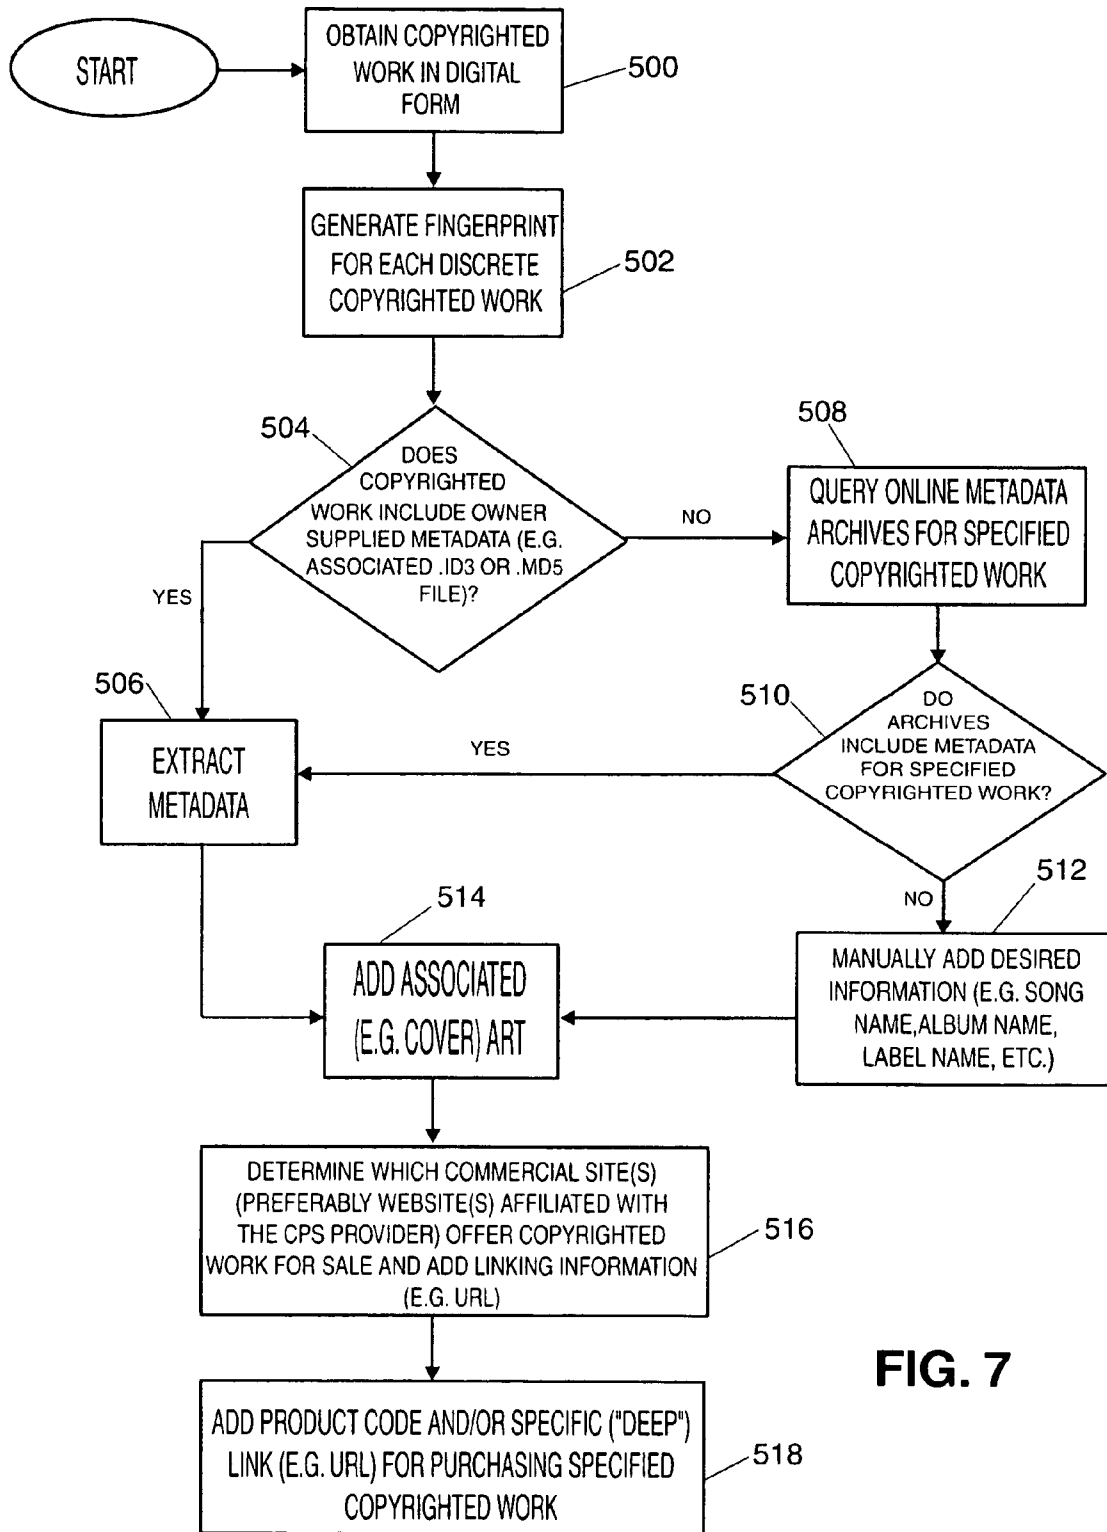 START
OBTAIN COPYRIGHTED
WORK IN DIGITAL
FORM
500
GENERATE FINGERPRINT
FOR EACH DISCRETE
COPYRIGHTED WORK
502
504
DOES
COPYRIGHTED
WORK INCLUDE OWNER
SUPPLIED METADATA (E.G.
ASSOCIATED .ID3 OR .MD5
FILE)?
NO
YES
508
QUERY ONLINE METADATA
ARCHIVES FOR SPECIFIED
COPYRIGHTED WORK
506
EXTRACT
METADATA
510
DO
ARCHIVES
INCLUDE METADATA
FOR SPECIFIED
COPYRIGHTED WORK?
YES
NO
512
MANUALLY ADD DESIRED
INFORMATION (E.G. SONG
NAME,ALBUM NAME,
LABEL NAME, ETC.)
514
ADD ASSOCIATED
(E.G. COVER) ART
DETERMINE WHICH COMMERCIAL SITE(S)
(PREFERABLY WEBSITE(S) AFFILIATED WITH
THE CPS PROVIDER) OFFER COPYRIGHTED
WORK FOR SALE AND ADD LINKING INFORMATION
(E.G. URL)
516
ADD PRODUCT CODE AND/OR SPECIFIC ("DEEP")
LINK (E.G. URL) FOR PURCHASING SPECIFIED
COPYRIGHTED WORK
518
FIG. 7